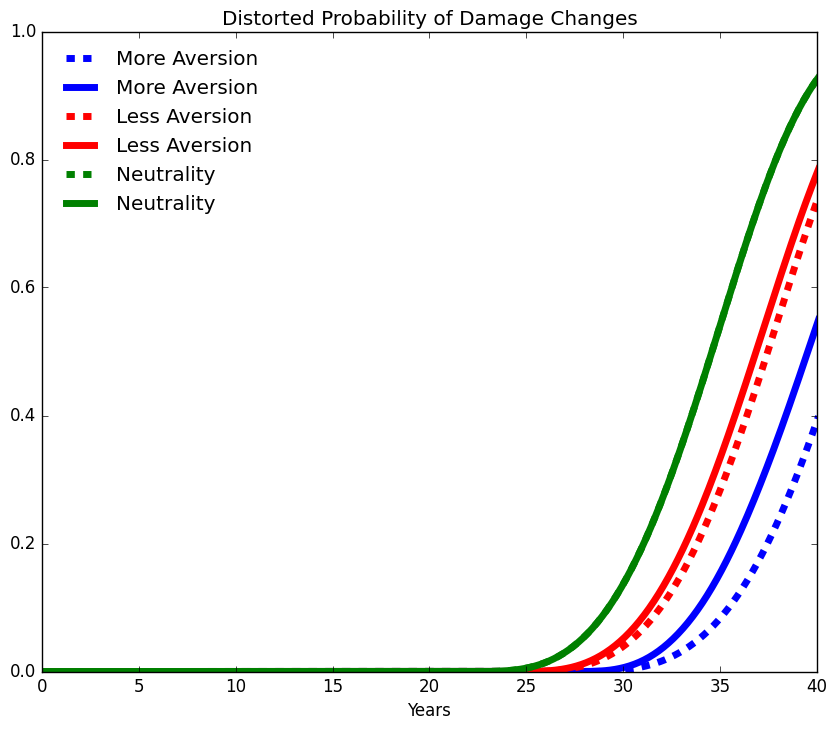 Distorted Probability of Damage Changes
1.0
More Aversion
More Aversion
Less Aversion
Less Aversion
Neutrality
Neutrality
0.8
0.6
0.4
0.2
0.0
0 5 10 15 20 25 30 35 40
Years